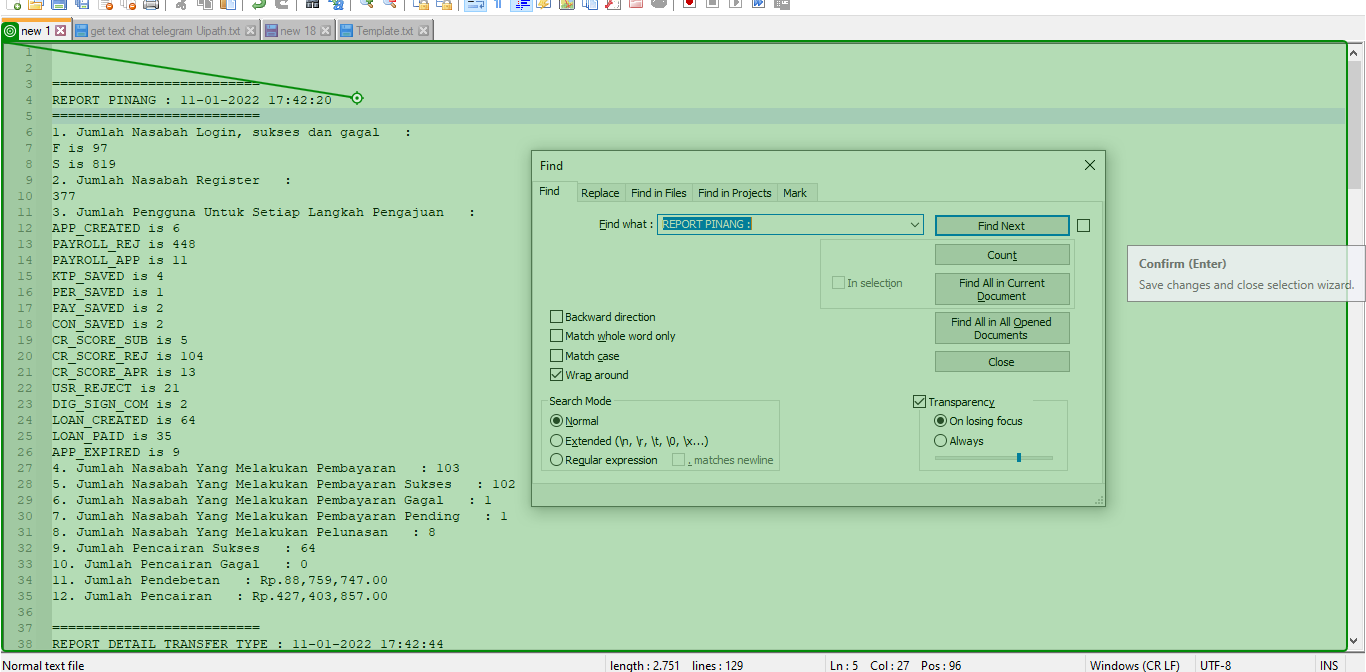 new 1
get text chat telegram Uipath.txt
new 18
Template.txt
1
2
3 ==========================
4 REPORT PINANG : 11-01-2022 17:42:20
5 ==========================
6 1. Jumlah Nasabah Login, sukses dan gagal   :
7 F is 97
8 S is 819
9 2. Jumlah Nasabah Register   :
10 377
11 3. Jumlah Pengguna Untuk Setiap Langkah Pengajuan   :
12 APP_CREATED is 6
13 PAYROLL_REJ is 448
14 PAYROLL_APP is 11
15 KTP_SAVED is 4
16 PER_SAVED is 1
17 PAY_SAVED is 2
18 CON_SAVED is 2
19 CR_SCORE_SUB is 5
20 CR_SCORE_REJ is 104
21 CR_SCORE_APR is 13
22 USR_REJECT is 21
23 DIG_SIGN_COM is 2
24 LOAN_CREATED is 64
25 LOAN_PAID is 35
26 APP_EXPIRED is 9
27 4. Jumlah Nasabah Yang Melakukan Pembayaran   : 103
28 5. Jumlah Nasabah Yang Melakukan Pembayaran Sukses   : 102
29 6. Jumlah Nasabah Yang Melakukan Pembayaran Gagal   : 1
30 7. Jumlah Nasabah Yang Melakukan Pembayaran Pending   : 1
31 8. Jumlah Nasabah Yang Melakukan Pelunasan   : 8
32 9. Jumlah Pencairan Sukses   : 64
33 10. Jumlah Pencairan Gagal   : 0
34 11. Jumlah Pendebetan   : Rp.88,759,747.00
35 12. Jumlah Pencairan   : Rp.427,403,857.00
36
37 ==========================
38 REPORT DETAIL TRANSFER TYPE : 11-01-2022 17:42:44
Find
Find
Replace
Find in Files
Find in Projects
Mark
Find what :
REPORT PINANG :
Find Next
Count
In selection
Find All in Current
Document
Find All in All Opened
Documents
Close
Backward direction
Match whole word only
Match case
Wrap around
Search Mode
Normal
Extended (\n, \r, \t, \0, \x...)
Regular expression
. matches newline
Transparency
On losing focus
Always
Confirm (Enter)
Save changes and close selection wizard.
Normal text file
length : 2.751   lines : 129
Ln : 5   Col : 27   Pos : 96
Windows (CR LF)
UTF-8
INS